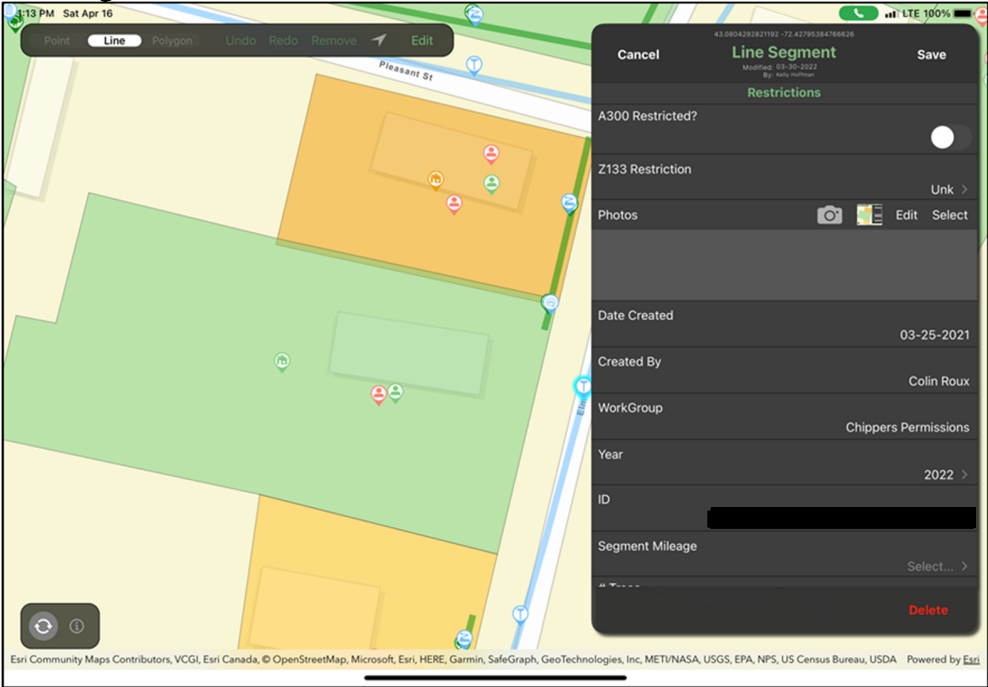 4:13 PM Sat Apr 16
LTE 100%
Point Line Polygon Undo Redo Remove Edit
Pleasant St
Elm
43.0804292821192 -72.42795384766626
Cancel Line Segment Save
Modified: 03-30-2022
By: Kelly Hoffman
Restrictions
A300 Restricted?
Z133 Restriction
Unk >
Photos Edit Select
Date Created
03-25-2021
Created By
Colin Roux
WorkGroup
Chippers Permissions
Year
2022 >
ID
Segment Mileage
Select... >
# Trees
Delete
Esri Community Maps Contributors, VCGI, Esri Canada, © OpenStreetMap, Microsoft, Esri, HERE, Garmin, SafeGraph, GeoTechnologies, Inc, METI/NASA, USGS, EPA, NPS, US Census Bureau, USDA Powered by Esri